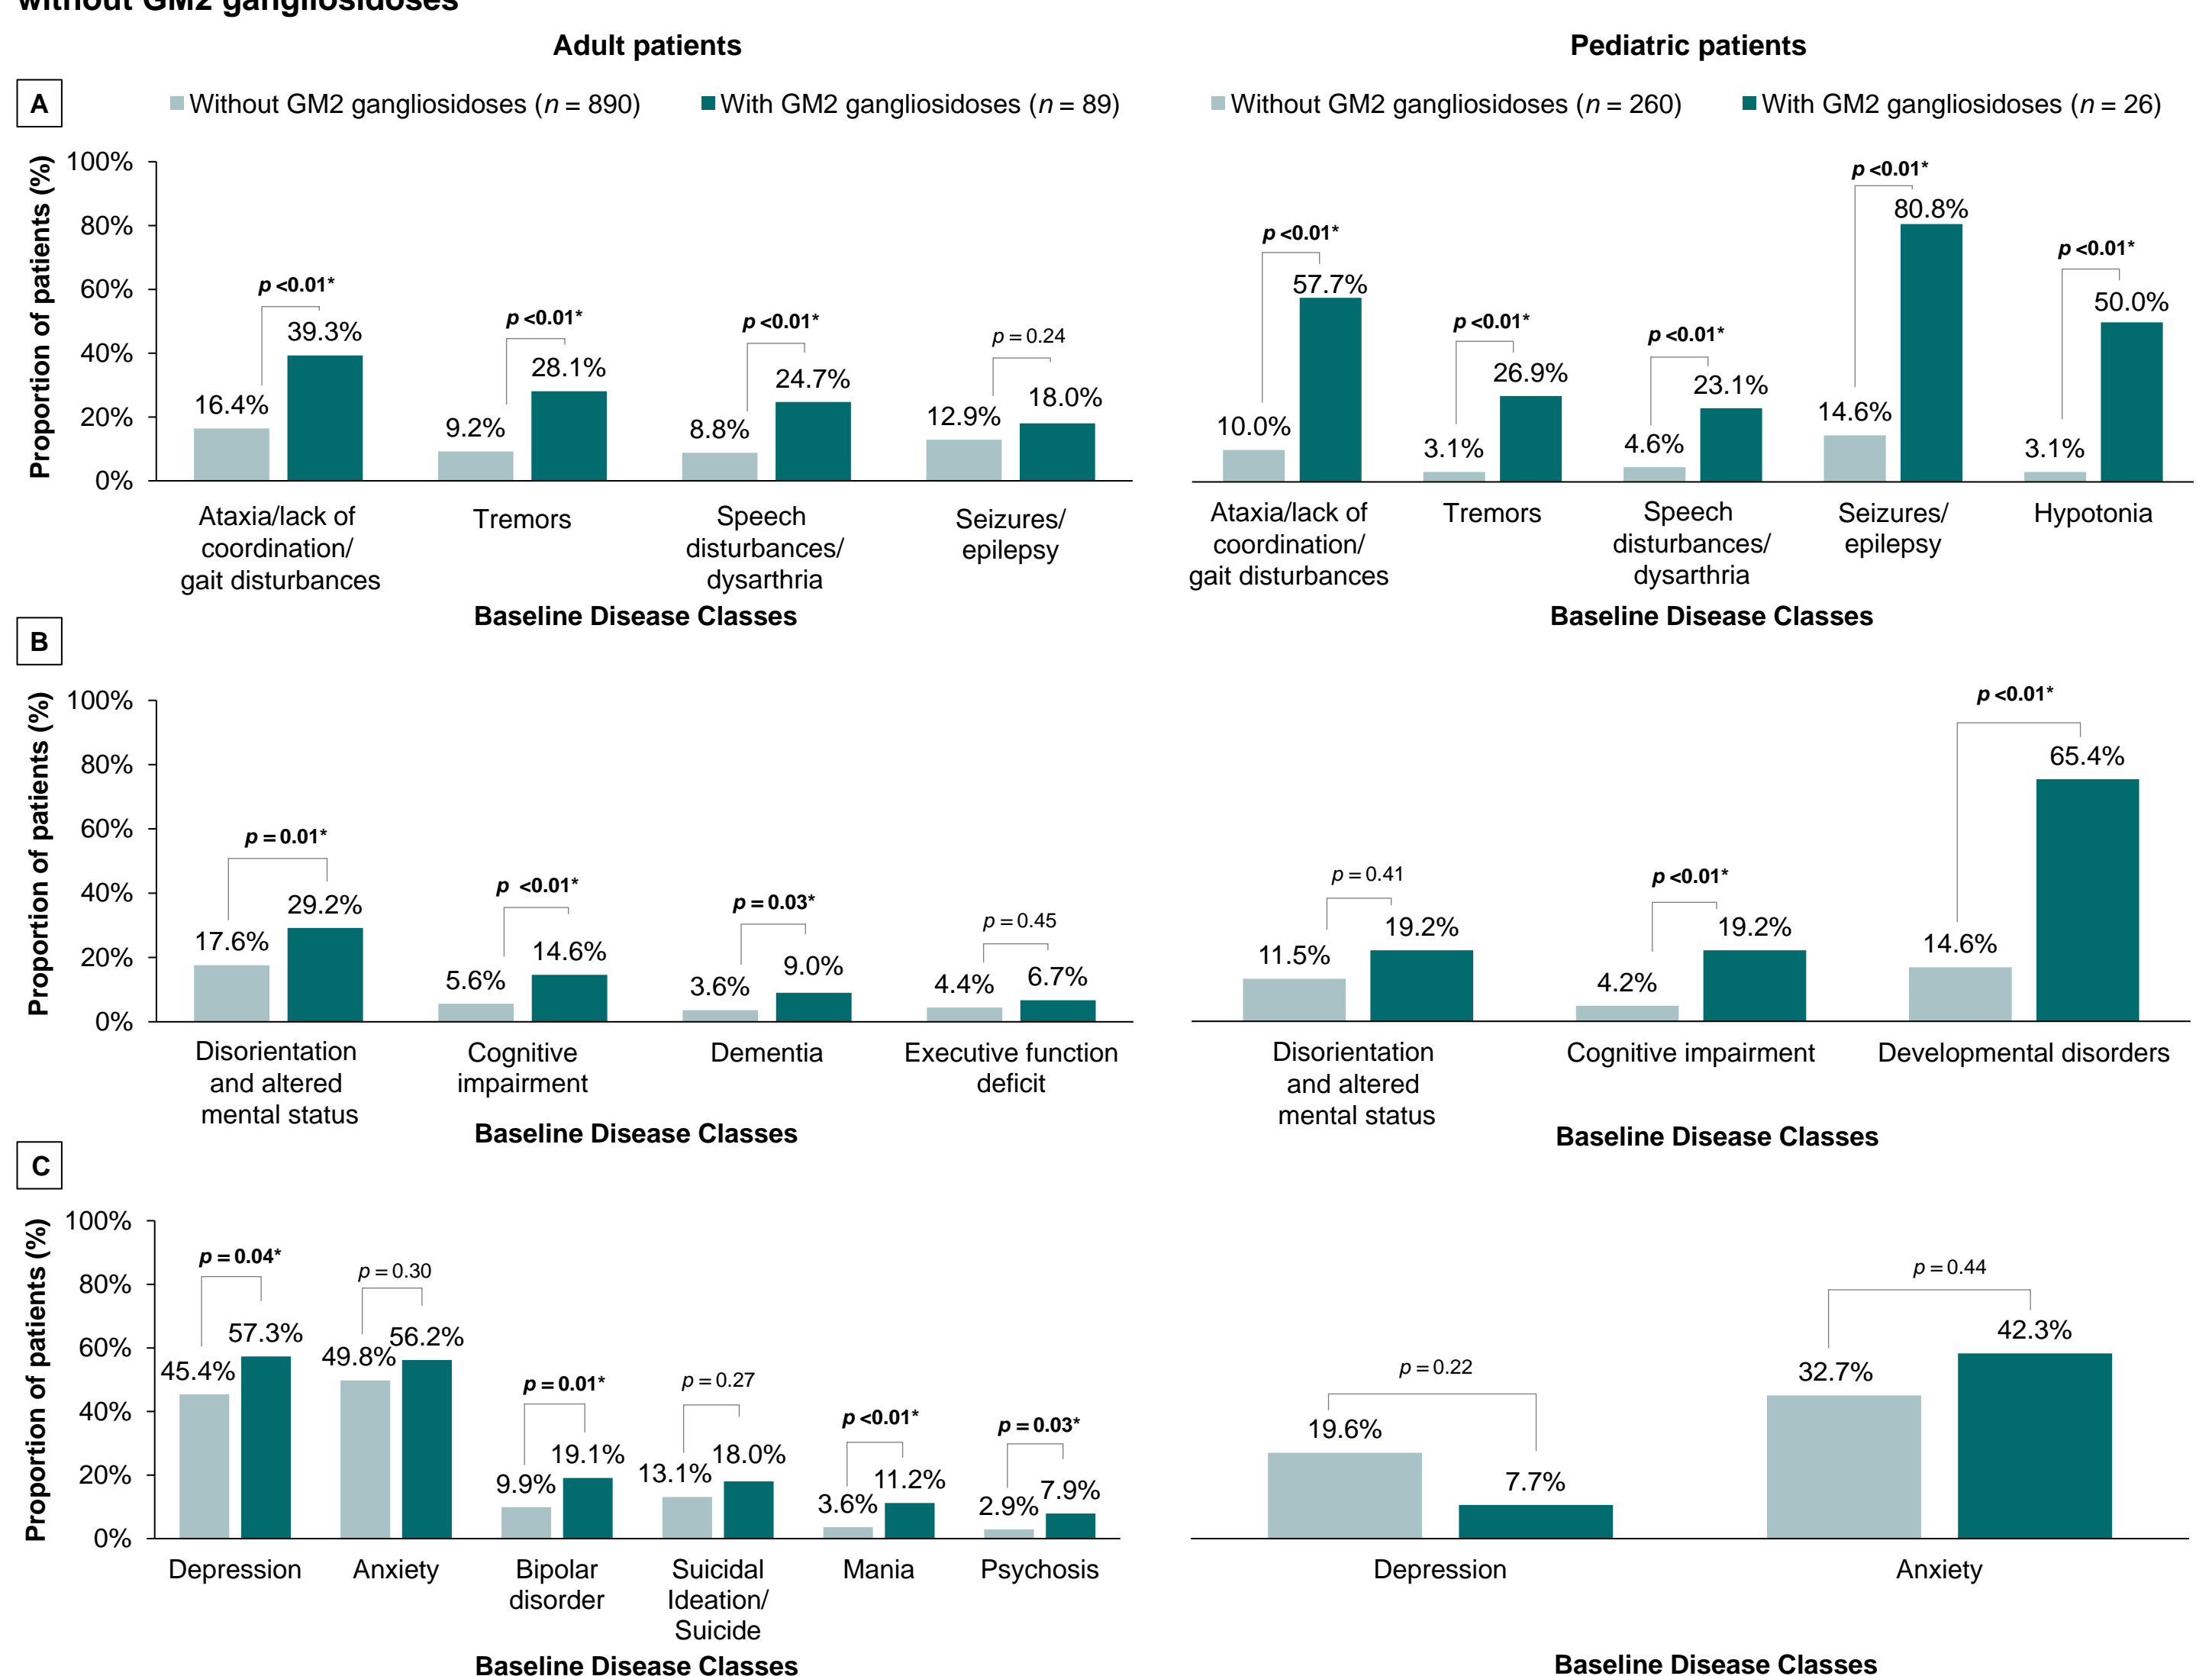 without GM2 gangliosidoses
Adult patients
Pediatric patients
A
Without GM2 gangliosidoses (n = 890)
With GM2 gangliosidoses (n = 89)
Without GM2 gangliosidoses (n = 260)
With GM2 gangliosidoses (n = 26)
Proportion of patients (%)
100%
80%
60%
40%
20%
0%
p <0.01*
16.4%
39.3%
p <0.01*
9.2%
28.1%
p <0.01*
8.8%
24.7%
p = 0.24
12.9%
18.0%
Ataxia/lack of
coordination/
gait disturbances
Tremors
Speech
disturbances/
dysarthria
Seizures/
epilepsy
Baseline Disease Classes
p <0.01*
10.0%
57.7%
p <0.01*
3.1%
26.9%
p <0.01*
4.6%
23.1%
p <0.01*
14.6%
80.8%
p <0.01*
3.1%
50.0%
Ataxia/lack of
coordination/
gait disturbances
Tremors
Speech
disturbances/
dysarthria
Seizures/
epilepsy
Hypotonia
Baseline Disease Classes
B
Proportion of patients (%)
100%
80%
60%
40%
20%
0%
p = 0.01*
17.6%
29.2%
p <0.01*
5.6%
14.6%
p = 0.03*
3.6%
9.0%
p = 0.45
4.4%
6.7%
Disorientation
and altered
mental status
Cognitive
impairment
Dementia
Executive function
deficit
Baseline Disease Classes
p = 0.41
11.5%
19.2%
p <0.01*
4.2%
19.2%
p <0.01*
14.6%
65.4%
Disorientation
and altered
mental status
Cognitive impairment
Developmental disorders
Baseline Disease Classes
C
Proportion of patients (%)
100%
80%
60%
40%
20%
0%
p = 0.04*
45.4%
57.3%
p = 0.30
49.8%
56.2%
p = 0.01*
9.9%
19.1%
p = 0.27
13.1%
18.0%
p <0.01*
3.6%
11.2%
p = 0.03*
2.9%
7.9%
Depression
Anxiety
Bipolar
disorder
Suicidal
Ideation/
Suicide
Mania
Psychosis
Baseline Disease Classes
p = 0.22
19.6%
7.7%
p = 0.44
32.7%
42.3%
Depression
Anxiety
Baseline Disease Classes